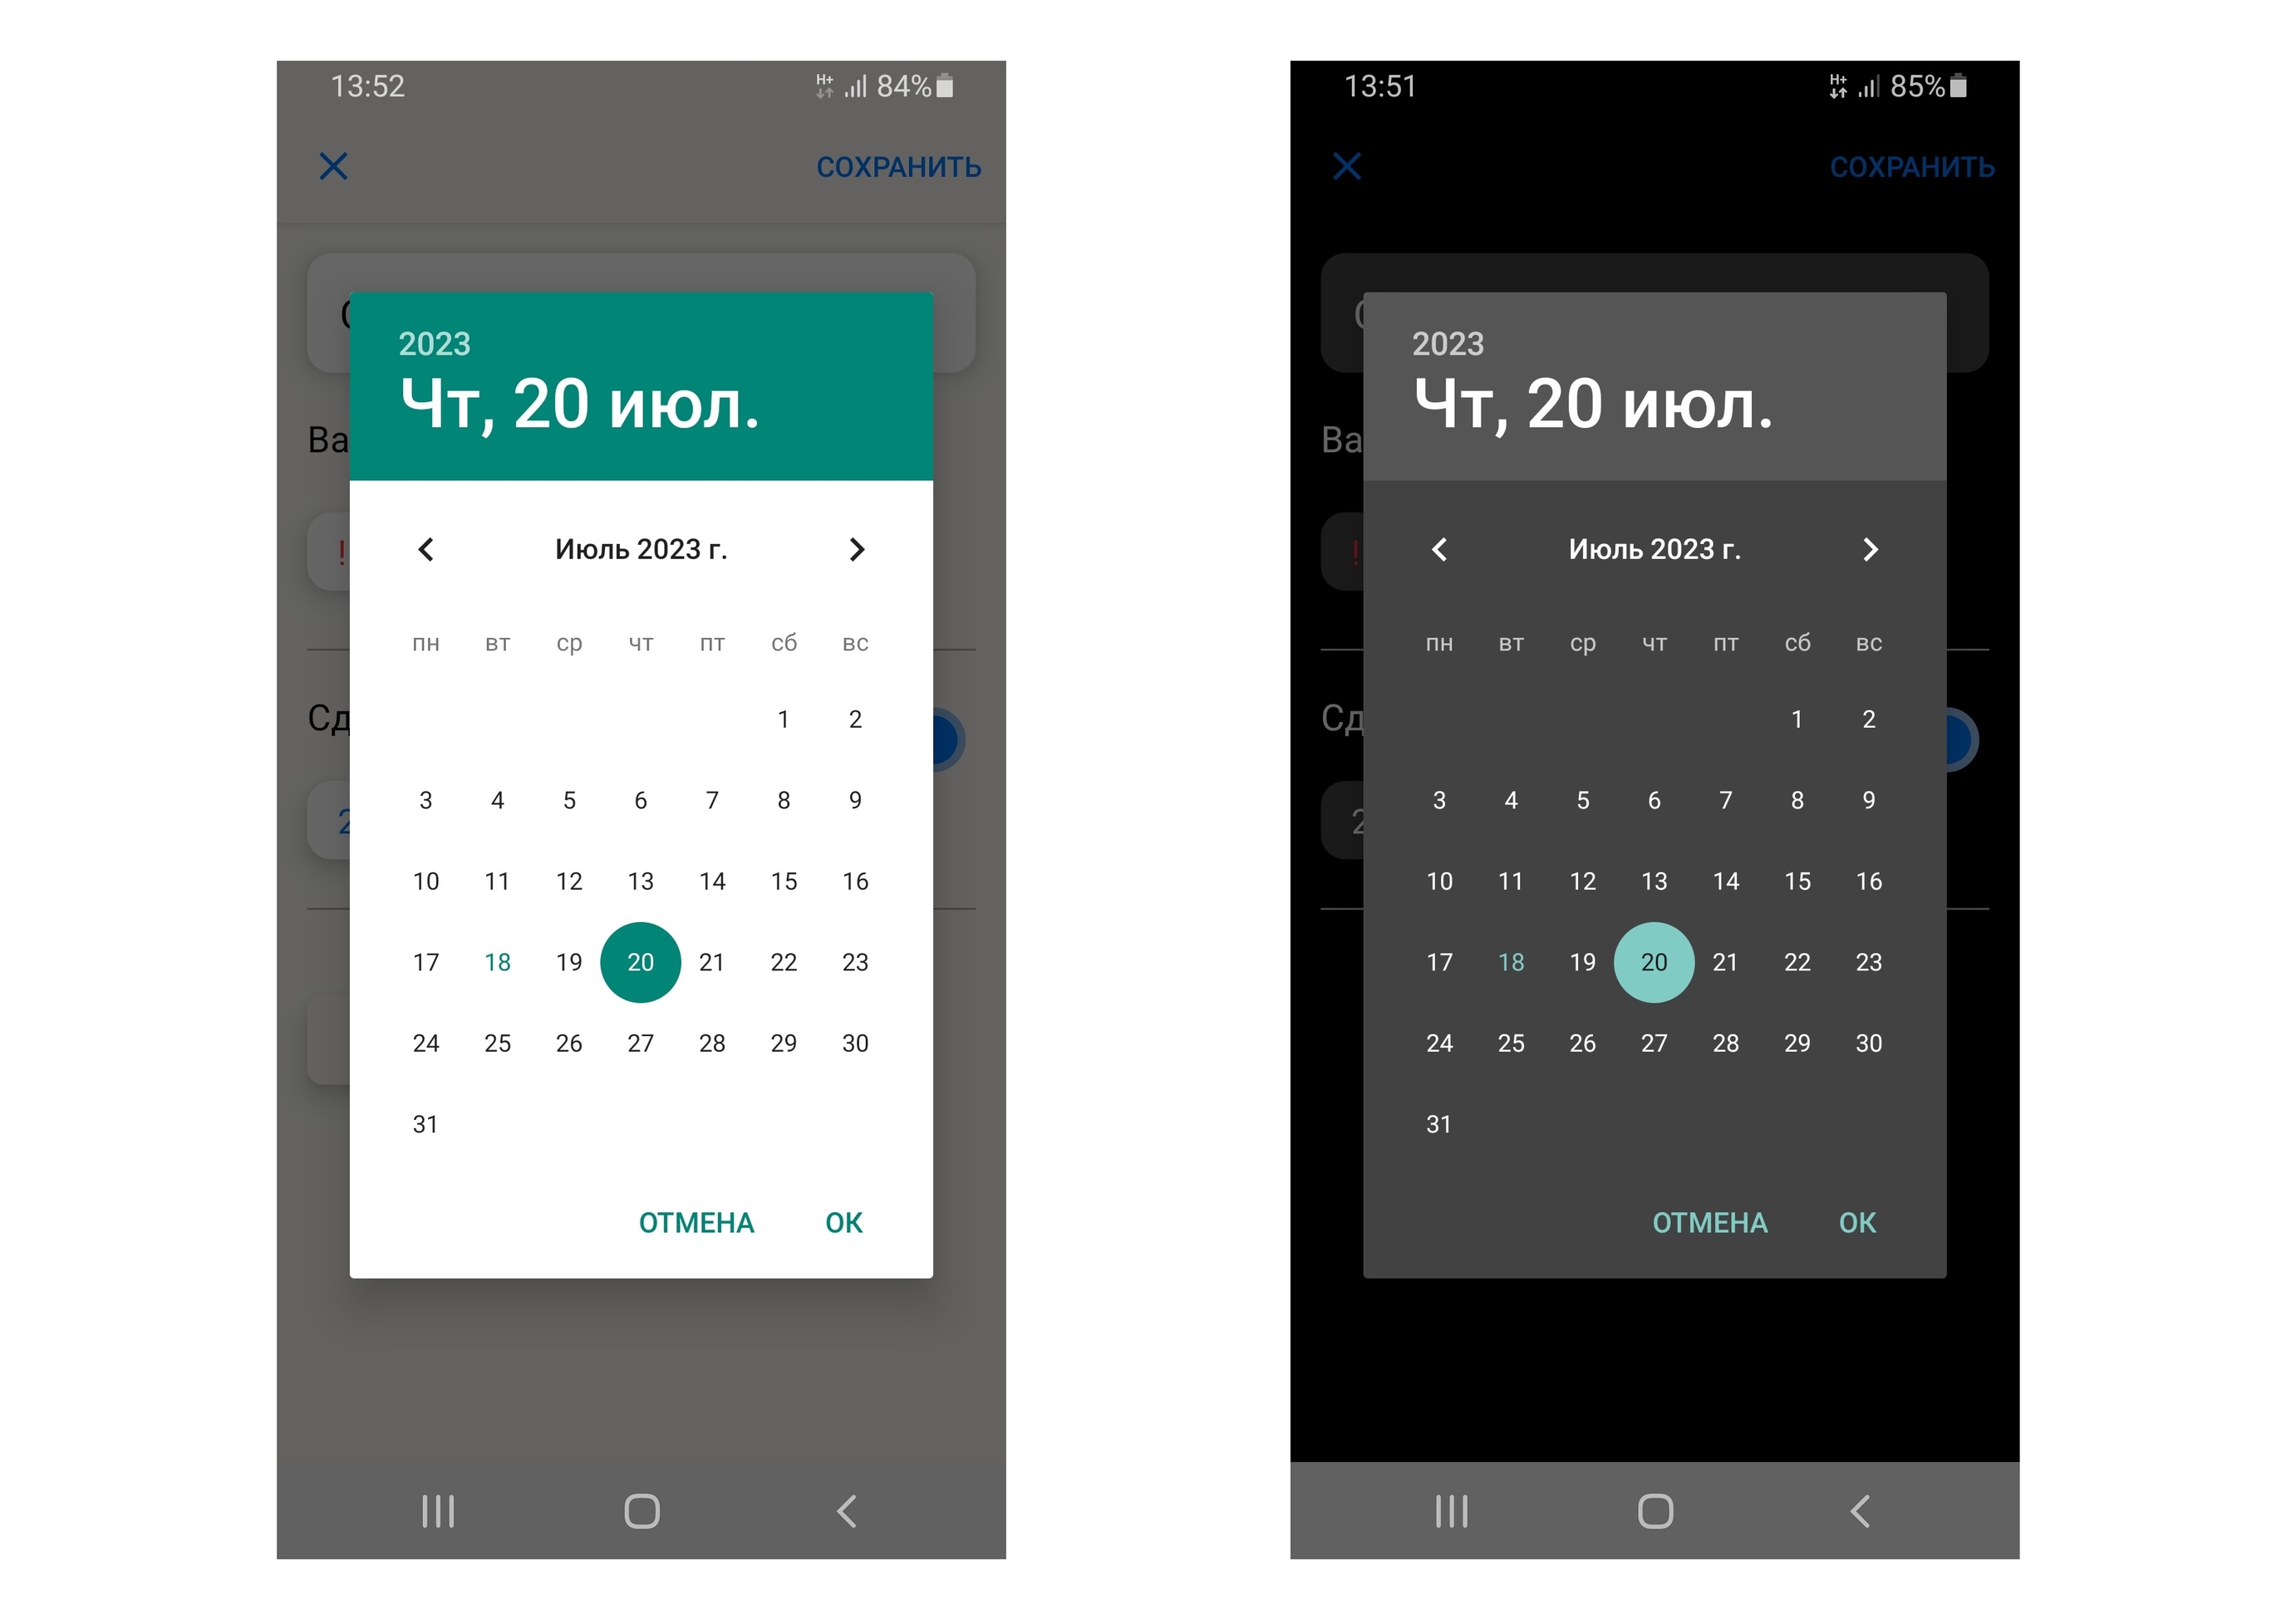 13:52
H+ 84%
СОХРАНИТЬ
2023
Чт, 20 июл.
Ва
!
Июль 2023 г.
пн вт ср чт пт сб вс
1 2
Сд
3 4 5 6 7 8 9
2
10 11 12 13 14 15 16
17 18 19 20 21 22 23
24 25 26 27 28 29 30
31
ОТМЕНА ОК
13:51
H+ 85%
СОХРАНИТЬ
2023
Чт, 20 июл.
Ва
!
Июль 2023 г.
пн вт ср чт пт сб вс
1 2
Сд
3 4 5 6 7 8 9
2
10 11 12 13 14 15 16
17 18 19 20 21 22 23
24 25 26 27 28 29 30
31
ОТМЕНА ОК